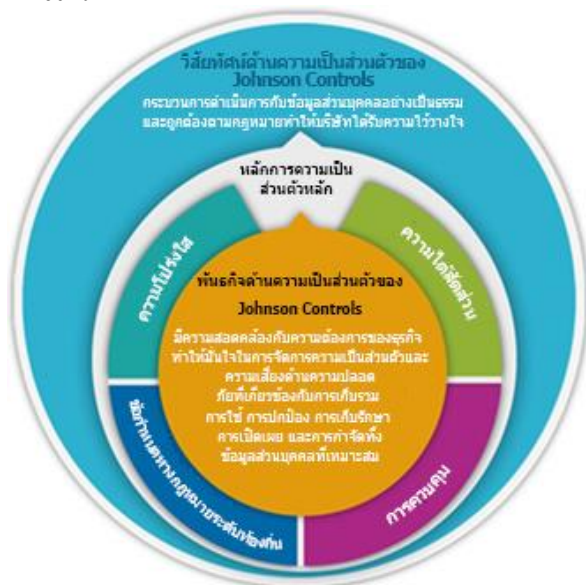 วิสัยทัศน์ด้านความเป็นส่วนตัวของ
Johnson Controls
กระบวนการดำเนินการกับข้อมูลส่วนบุคคลอย่างเป็นธรรม
และถูกต้องตามกฎหมายทำให้บริษัทได้รับความไว้วางใจ
หลักการความเป็น
ส่วนตัวหลัก
ความโปร่งใส
ความได้สัดส่วน
พันธกิจด้านความเป็นส่วนตัวของ
Johnson Controls
มีความสอดคล้องกับความต้องการของธุรกิจ
ทำให้มั่นใจในการจัดการความเป็นส่วนตัวและ
ความเสี่ยงด้านความปลอด
ภัยที่เกี่ยวข้องกับการเก็บรวม
การใช้ การปกป้อง การเก็บรักษา
การเปิดเผย และการกำจัดทิ้ง
ข้อมูลส่วนบุคคลที่เหมาะสม
ข้อกำหนดทางกฎหมายระดับท้องถิ่น
การควบคุม